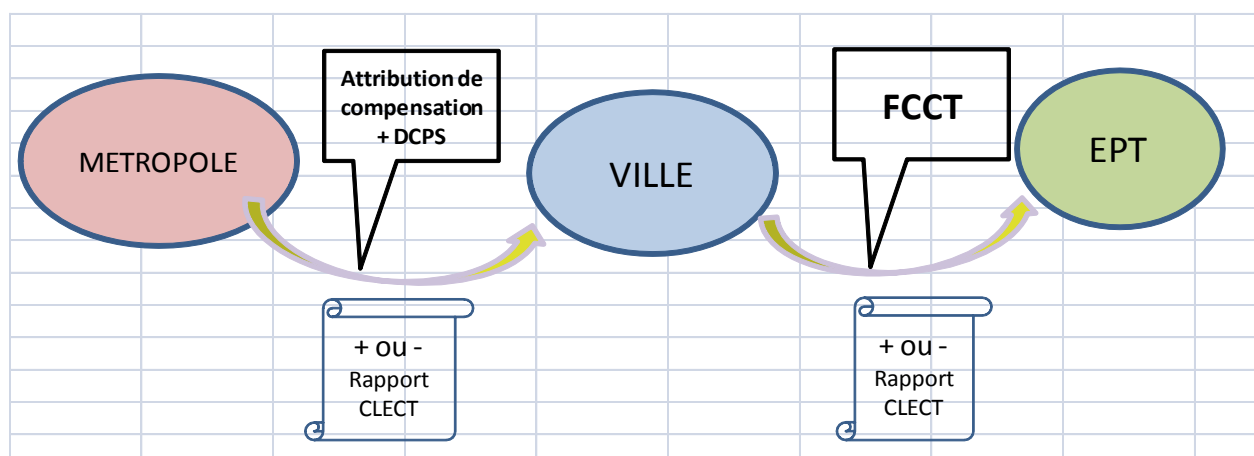 METROPOLE
Attribution de
compensation
+ DCPS
VILLE
FCCT
EPT
+ ou -
Rapport
CLECT
+ ou -
Rapport
CLECT